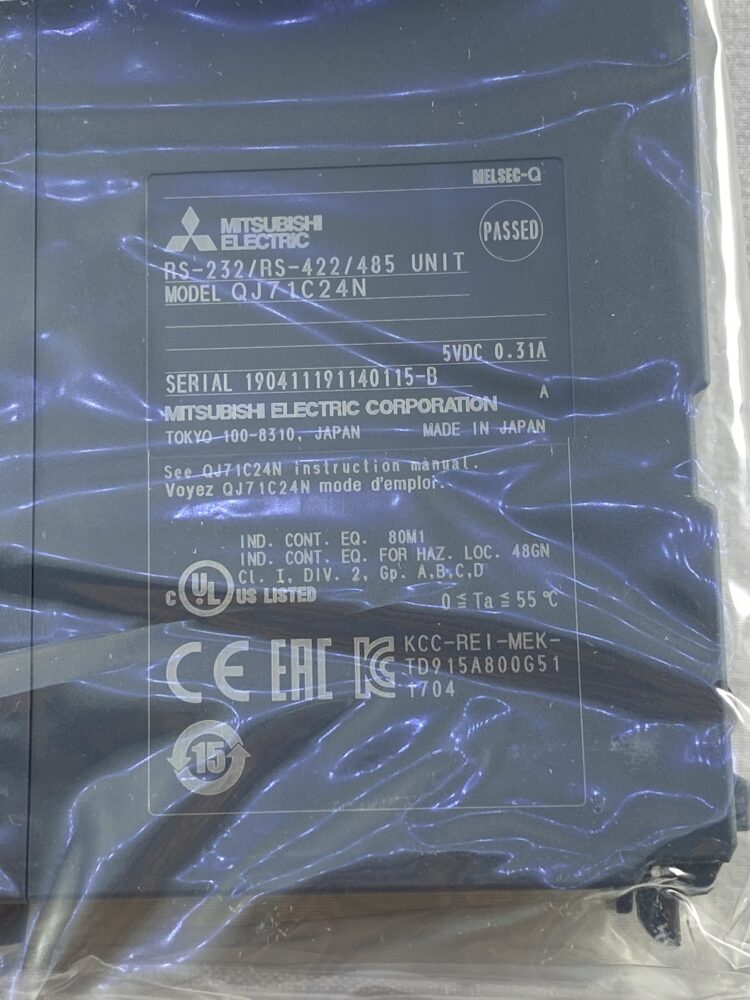 MELSEC-Q
MITSUBISHI
ELECTRIC
PASSED
RS-232/RS-422/485 UNIT
MODEL QJ71C24N
5VDC 0.31A
SERIAL 190411191140115-B
A
MITSUBISHI ELECTRIC CORPORATION
TOKYO 100-8310, JAPAN MADE IN JAPAN
See QJ71C24N instruction manual.
Voyez QJ71C24N mode d'emploi.
IND. CONT. EQ. 80M1
IND. CONT. EQ. FOR HAZ. LOC. 48GN
Cl. I, DIV. 2, Gp. A,B,C,D
C UL US LISTED
0≦Ta≦55℃
CE EAC KC
KCC-REI-MEK-
TD915A800G51
1704
15